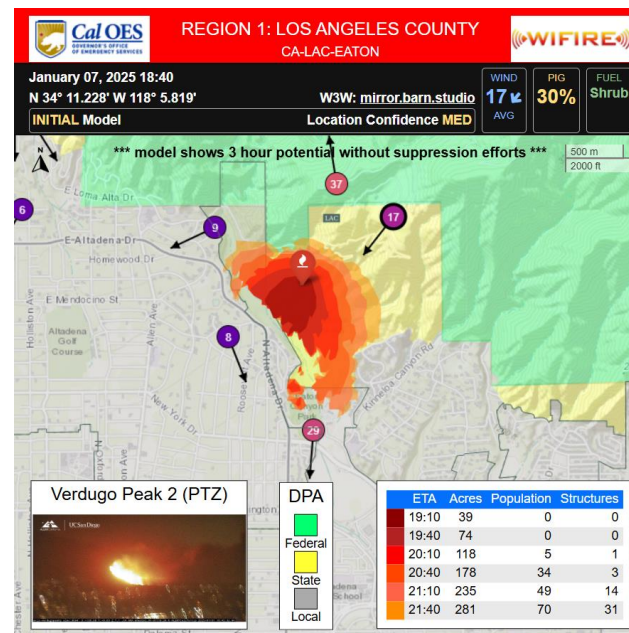 Cal OES
GOVERNOR'S OFFICE
OF EMERGENCY SERVICES
REGION 1: LOS ANGELES COUNTY
CA-LAC-EATON
WIFIRE
January 07, 2025 18:40
N 34° 11.228' W 118° 5.819'
W3W: mirror.barn.studio
INITIAL Model
Location Confidence MED
WIND
17
AVG
PIG
30%
FUEL
Shrub
*** model shows 3 hour potential without suppression efforts ***
N
500 m
2000 ft
E Loma Alta Dr
37
6
9
LAC
17
E-Altadena-Dr
Homewood Dr
E Mendocino St
Holliston Ave
Allen Ave
Altadena
Golf
Course
8
N-Altadena-Dr
New York Dr
Kinneloa Canyon Rd
Canyon
Park
29
Verdugo Peak 2 (PTZ)
UC San Diego
DPA
Federal
State
Local
School
ETA Acres Population Structures
19:10 39 0 0
19:40 74 0 0
20:10 118 5 1
20:40 178 34 3
21:10 235 49 14
21:40 281 70 31